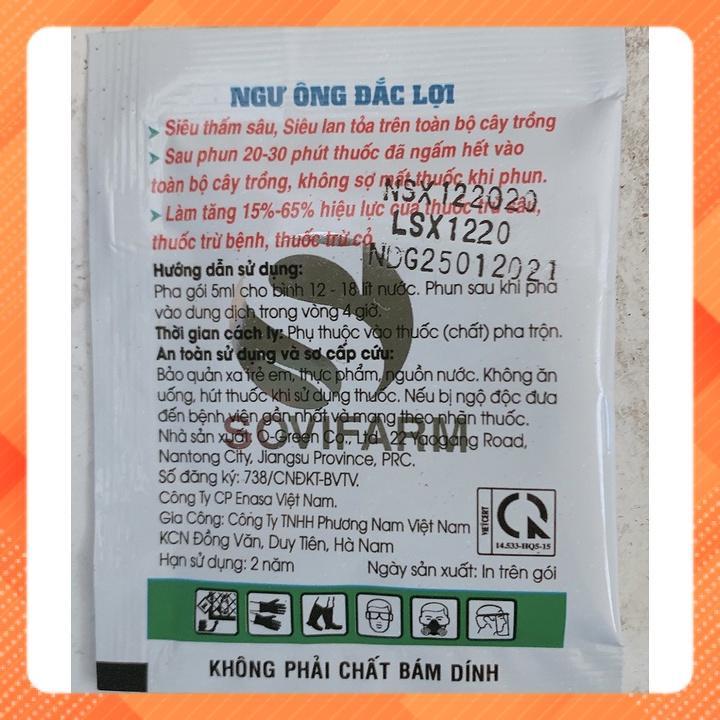 NGƯ ÔNG ĐẮC LỢI
Siêu thấm sâu, Siêu lan tỏa trên toàn bộ cây trồng
Sau phun 20-30 phút thuốc đã ngấm hết vào
toàn bộ cây trồng, không sợ mất thuốc khi phun.
NSX122020
Làm tăng 15%-65% hiệu lực của thuốc trừ sâu,
LSX1220
thuốc trừ bệnh, thuốc trừ cỏ
NDG25012021
Hướng dẫn sử dụng:
Pha gói 5ml cho bình 12 - 18 lít nước. Phun sau khi pha
vào dung dịch trong vòng 4 giờ.
Thời gian cách ly: Phụ thuộc vào thuốc (chất) pha trộn.
An toàn sử dụng và sơ cấp cứu:
Bảo quản xa trẻ em, thực phẩm, nguồn nước. Không ăn
uống, hút thuốc khi sử dụng thuốc. Nếu bị ngộ độc đưa
đến bệnh viện gần nhất và mang theo nhãn thuốc.
SOVIFARM
Nhà sản xuất: O-Green Co., Ltd. 22 Yaogang Road,
Nantong City, Jiangsu Province, PRC.
Số đăng ký: 738/CNĐKT-BVTV.
Công Ty CP Enasa Việt Nam.
Gia Công: Công Ty TNHH Phương Nam Việt Nam
KCN Đồng Văn, Duy Tiên, Hà Nam
VIETCERT
CR
14.533-HQ5-15
Hạn sử dụng: 2 năm
Ngày sản xuất: In trên gói
KHÔNG PHẢI CHẤT BÁM DÍNH